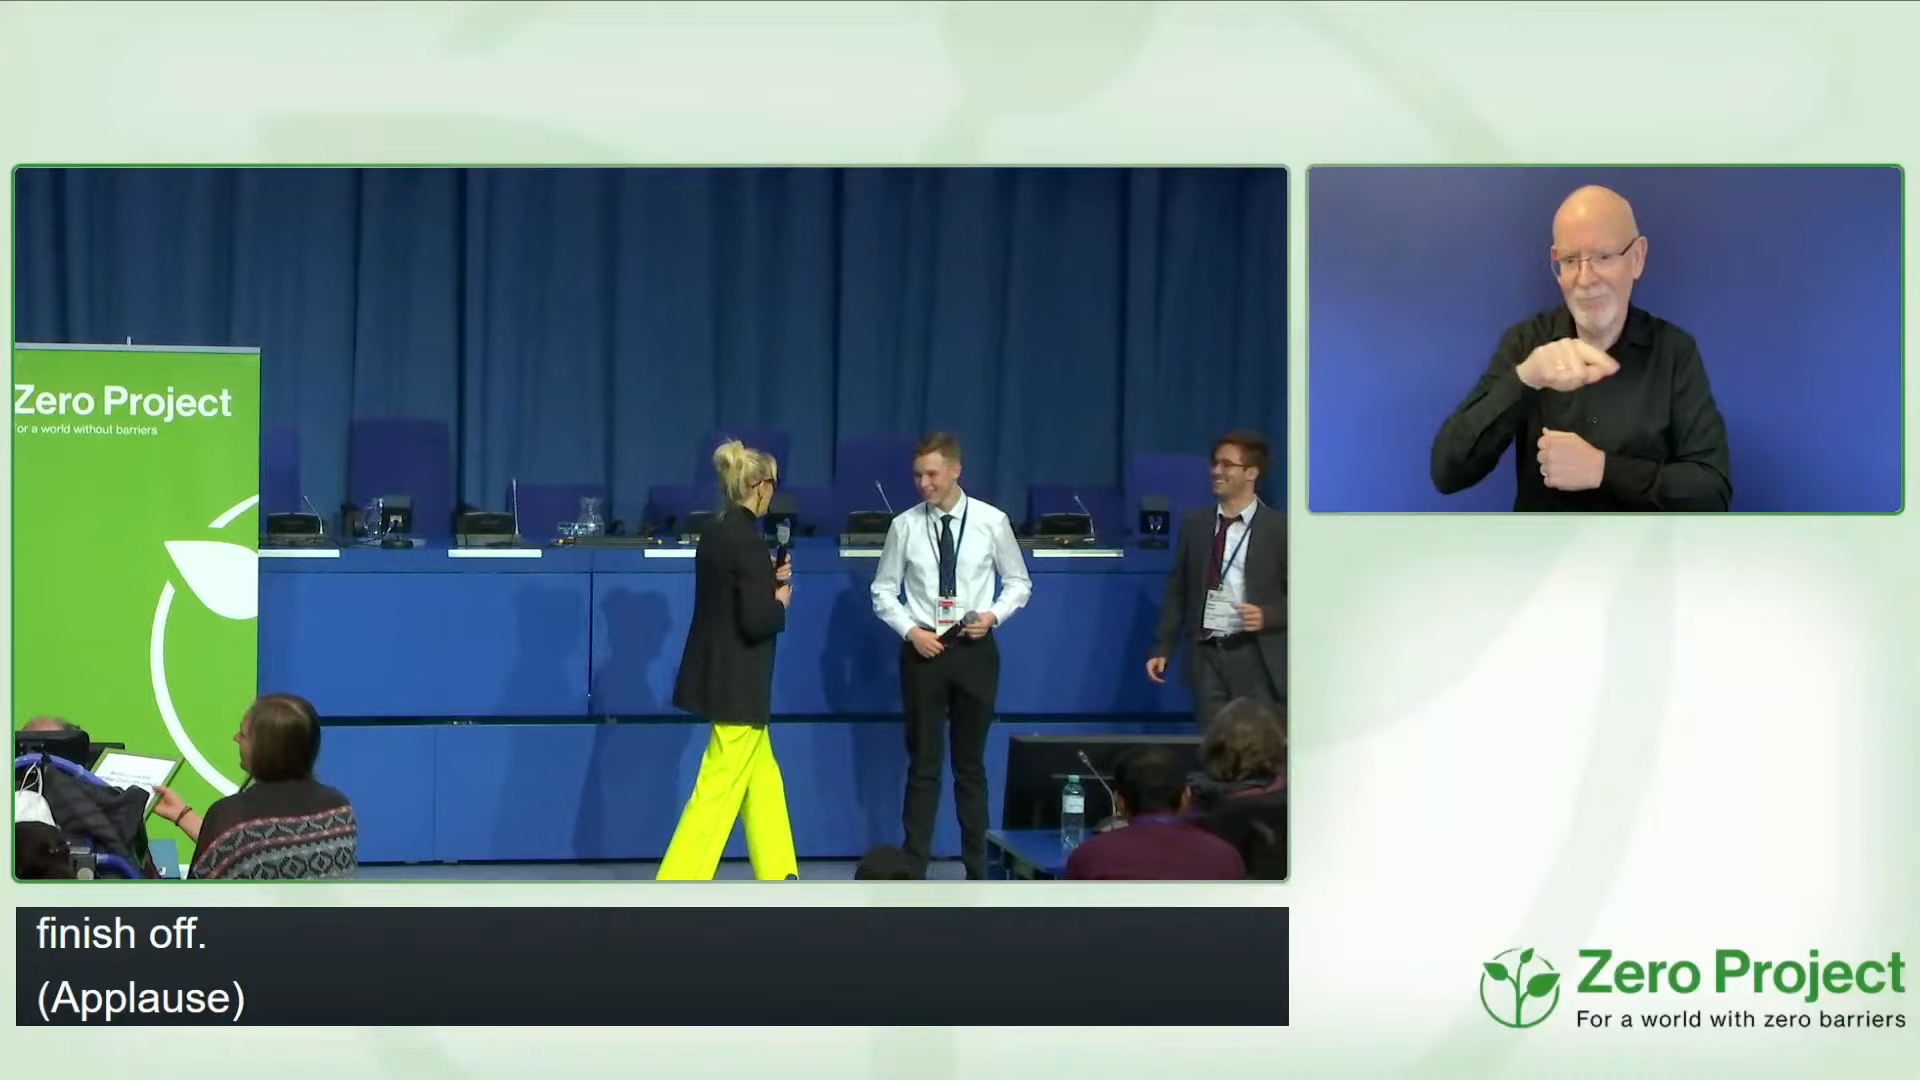 Zero Project
for a world without barriers
finish off.
(Applause)
Zero Project
For a world with zero barriers